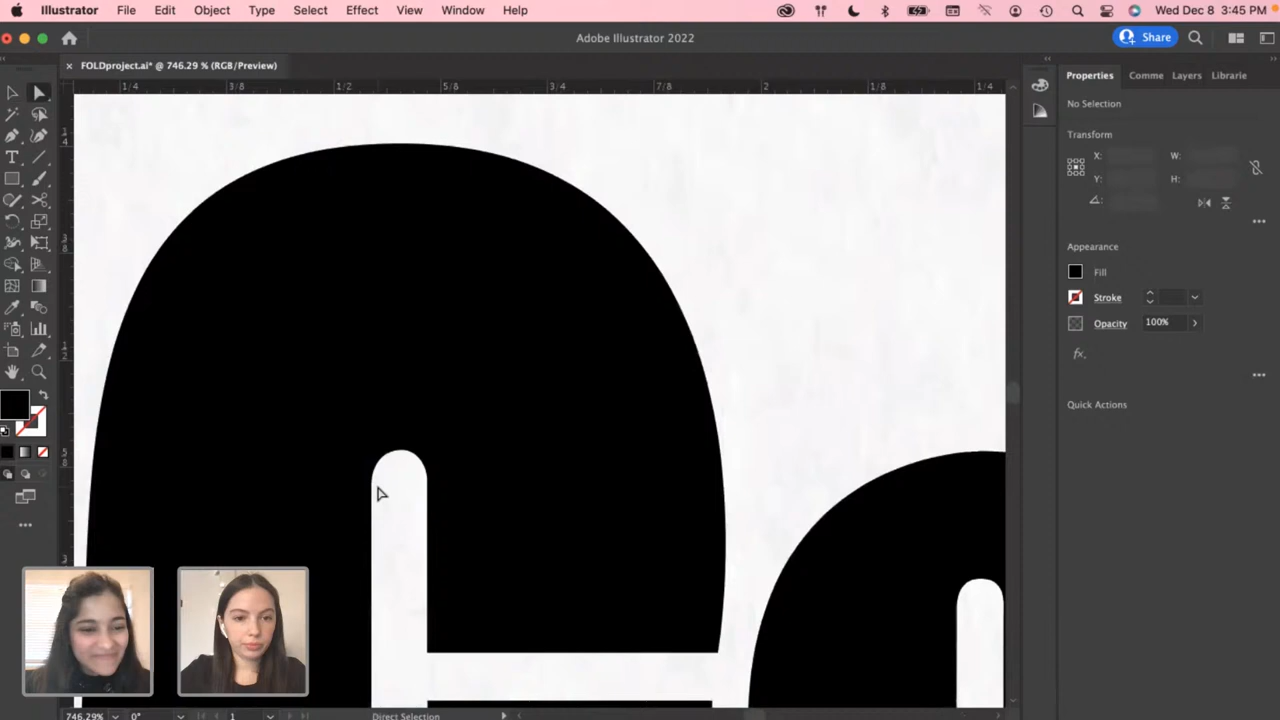 Illustrator File Edit Object Type Select Effect View Window Help Wed Dec 8 3:45 PM
Adobe Illustrator 2022 Share
× FOLDproject.ai* @ 746.29 % (RGB/Preview)
Properties Comme Layers Librarie
1/4 3/8 1/2 5/8 3/4 7/8 2 1/8 1/4
No Selection
Transform
X: W:
Y: H:
Appearance
Fill
Stroke
Opacity 100%
fx.
Quick Actions
746.29% 0° 1 Direct Selection